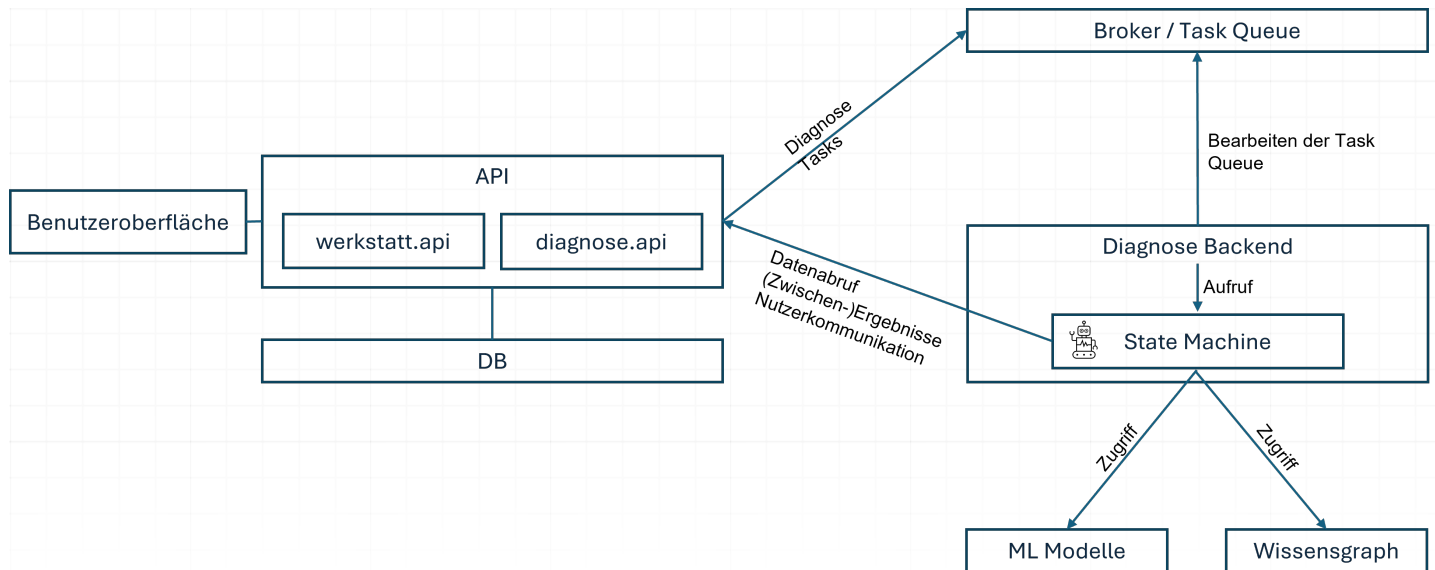 Broker / Task Queue
Diagnose
Tasks
Bearbeiten der Task
Queue
API
Benutzeroberfläche
werkstatt.api
diagnose.api
Diagnose Backend
Datenabruf
(Zwischen-)Ergebnisse
Nutzerkommunikation
Aufruf
State Machine
DB
Zugriff
Zugriff
ML Modelle
Wissensgraph